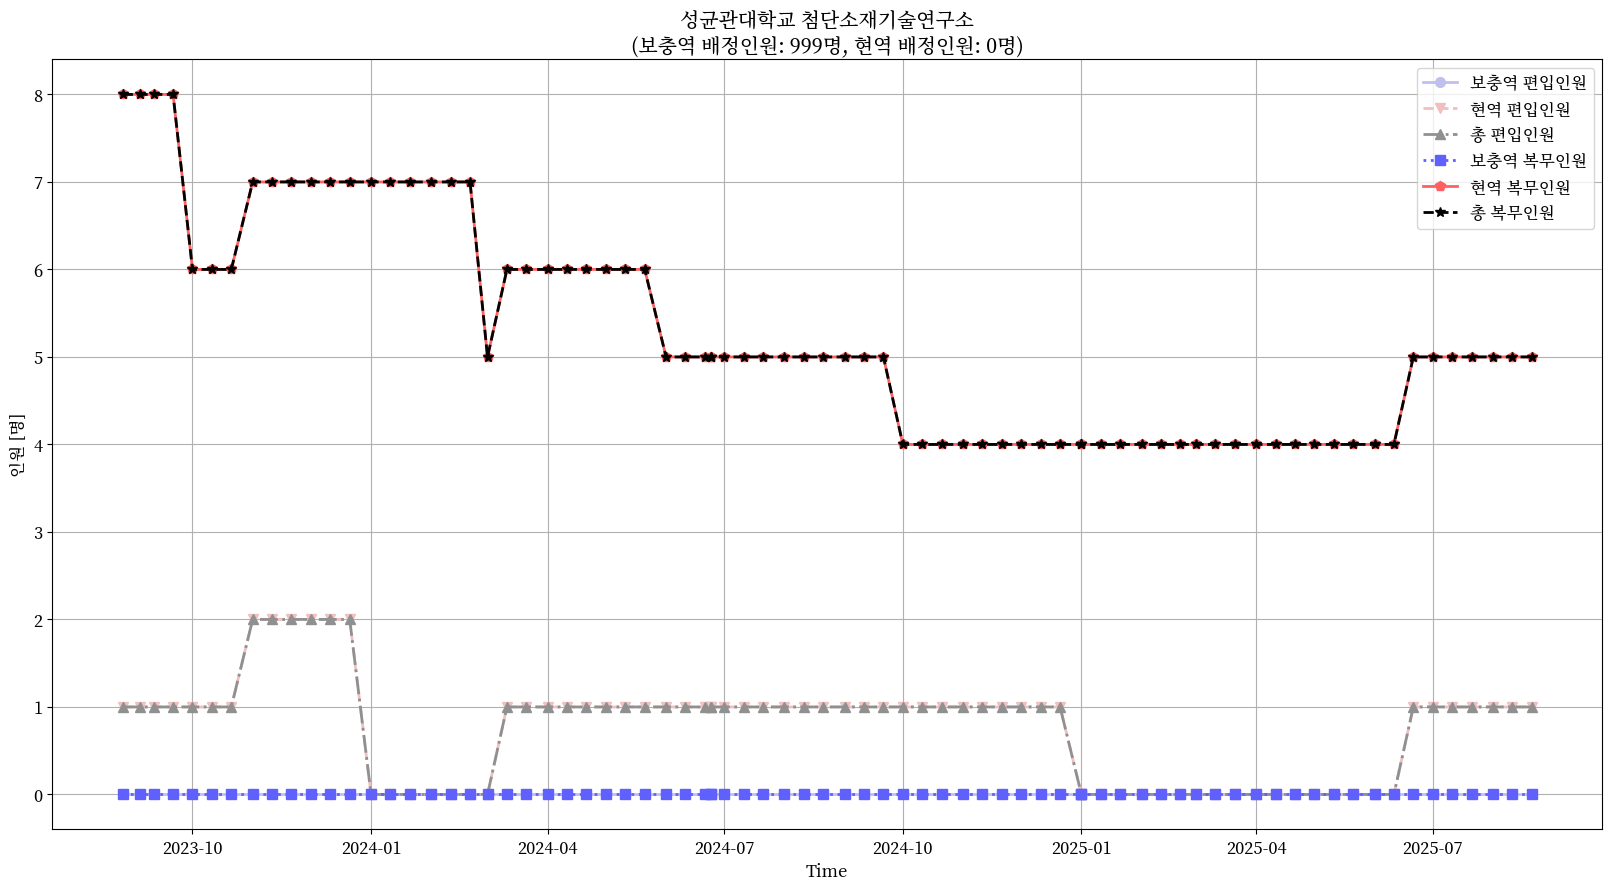 성균관대학교 첨단소재기술연구소
(보충역 배정인원: 999명, 현역 배정인원: 0명)
보충역 편입인원
현역 편입인원
총 편입인원
보충역 복무인원
현역 복무인원
총 복무인원
인원 [명]
8
7
6
5
4
3
2
1
0
2023-10
2024-01
2024-04
2024-07
2024-10
2025-01
2025-04
2025-07
Time